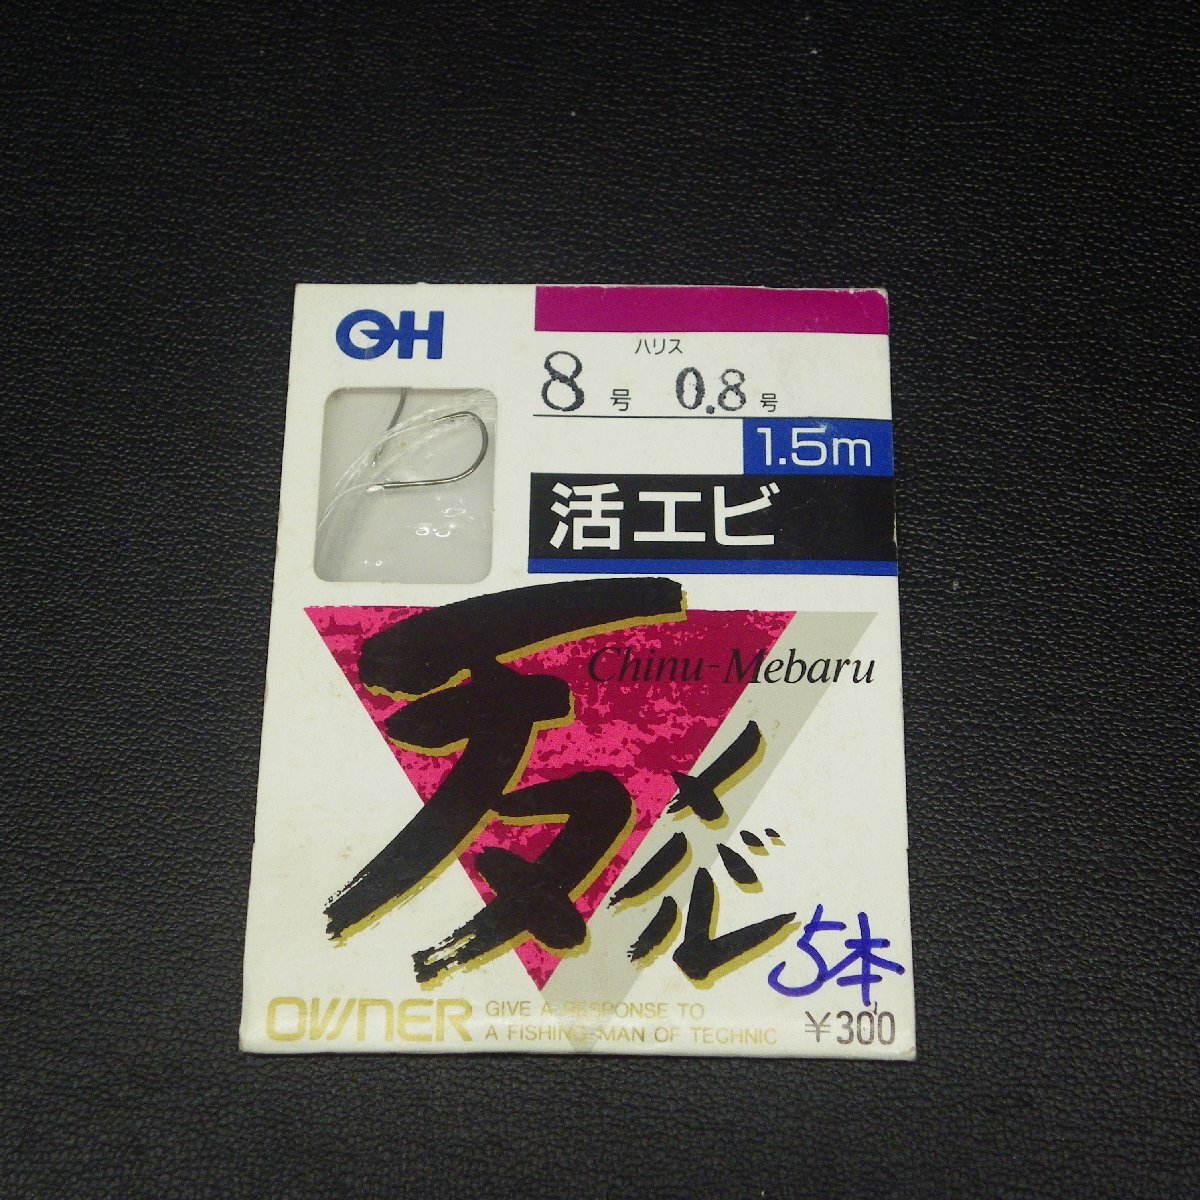 OH
ハリス
8号 0.8号
1.5m
活エビ
Chinu-Mebaru
チヌ
メバル
5本
OWNER
GIVE A RESPONSE TO
A FISHING-MAN OF TECHNIC
¥300